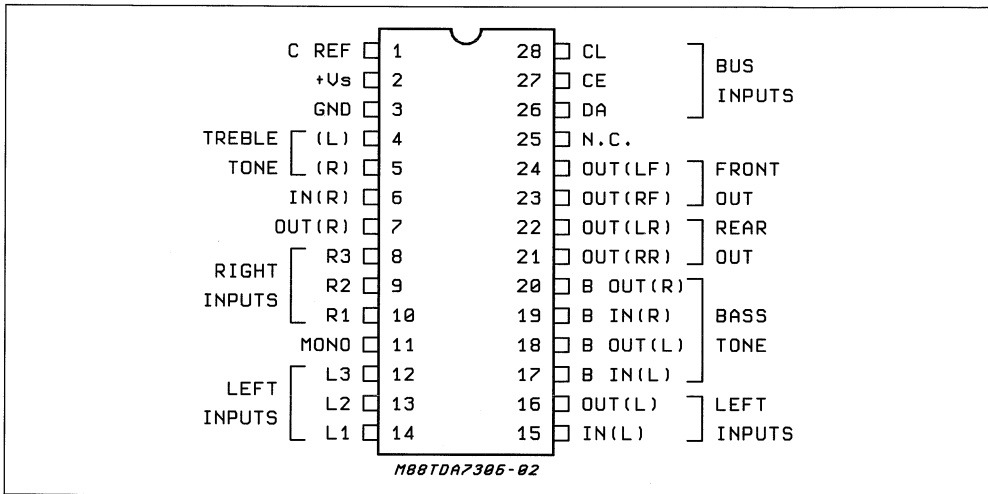 C REF 1 28 CL
+Vs 2 27 CE BUS
GND 3 26 DA INPUTS
TREBLE (L) 4 25 N.C.
TONE (R) 5 24 OUT(LF) FRONT
IN(R) 6 23 OUT(RF) OUT
OUT(R) 7 22 OUT(LR) REAR
R3 8 21 OUT(RR) OUT
RIGHT R2 9 20 B OUT(R)
INPUTS R1 10 19 B IN(R) BASS
MONO 11 18 B OUT(L) TONE
L3 12 17 B IN(L)
LEFT L2 13 16 OUT(L) LEFT
INPUTS L1 14 15 IN(L) INPUTS
M88TDA7306-02